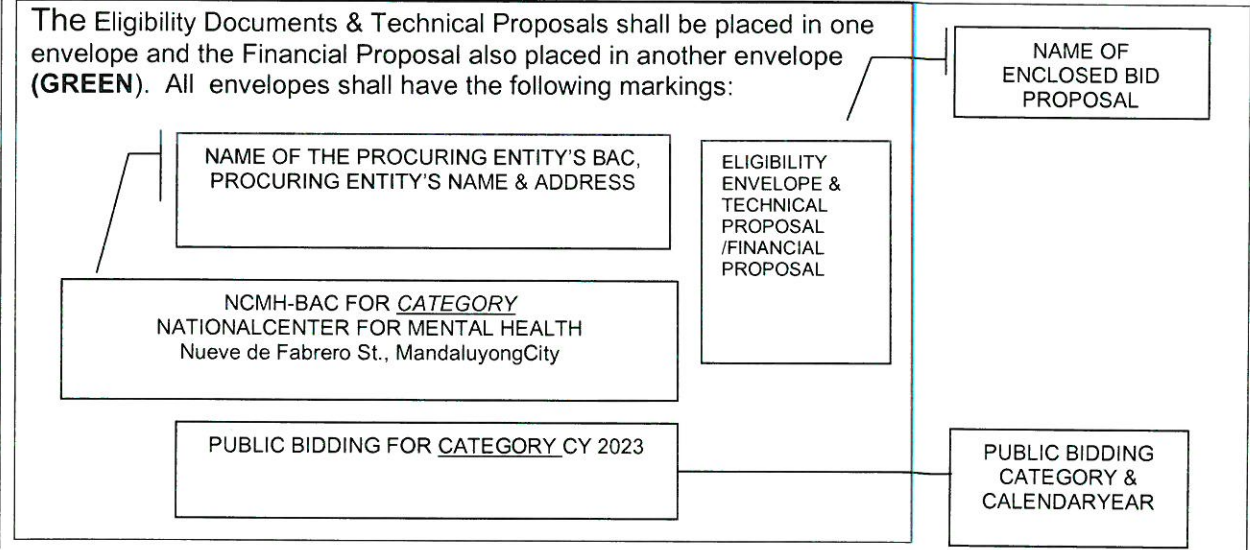 The Eligibility Documents & Technical Proposals shall be placed in one
envelope and the Financial Proposal also placed in another envelope
(GREEN). All envelopes shall have the following markings:
NAME OF
ENCLOSED BID
PROPOSAL
NAME OF THE PROCURING ENTITY'S BAC,
PROCURING ENTITY'S NAME & ADDRESS
ELIGIBILITY
ENVELOPE &
TECHNICAL
PROPOSAL
/FINANCIAL
PROPOSAL
NCMH-BAC FOR CATEGORY
NATIONALCENTER FOR MENTAL HEALTH
Nueve de Fabrero St., MandaluyongCity
PUBLIC BIDDING FOR CATEGORY CY 2023
PUBLIC BIDDING
CATEGORY &
CALENDARYEAR